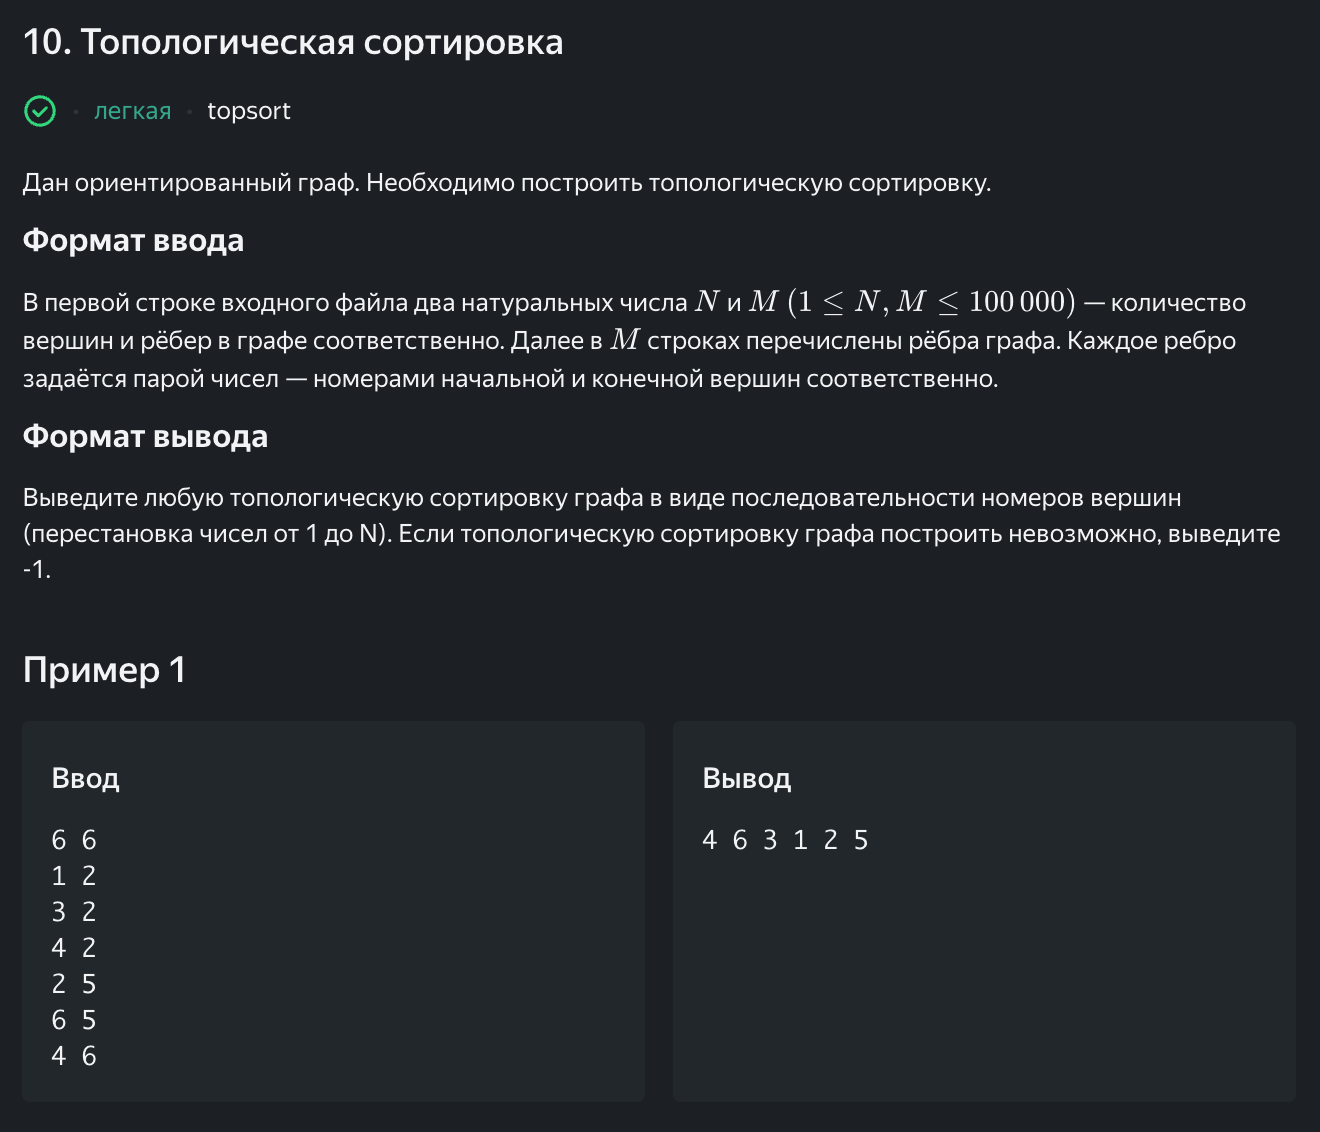 10. Топологическая сортировка
· легкая · topsort
Дан ориентированный граф. Необходимо построить топологическую сортировку.
Формат ввода
В первой строке входного файла два натуральных числа N и M (1 ≤ N, M ≤ 100 000) — количество
вершин и рёбер в графе соответственно. Далее в M строках перечислены рёбра графа. Каждое ребро
задаётся парой чисел — номерами начальной и конечной вершин соответственно.
Формат вывода
Выведите любую топологическую сортировку графа в виде последовательности номеров вершин
(перестановка чисел от 1 до N). Если топологическую сортировку графа построить невозможно, выведите
-1.
Пример 1
Ввод
6 6
1 2
3 2
4 2
2 5
6 5
4 6
Вывод
4 6 3 1 2 5